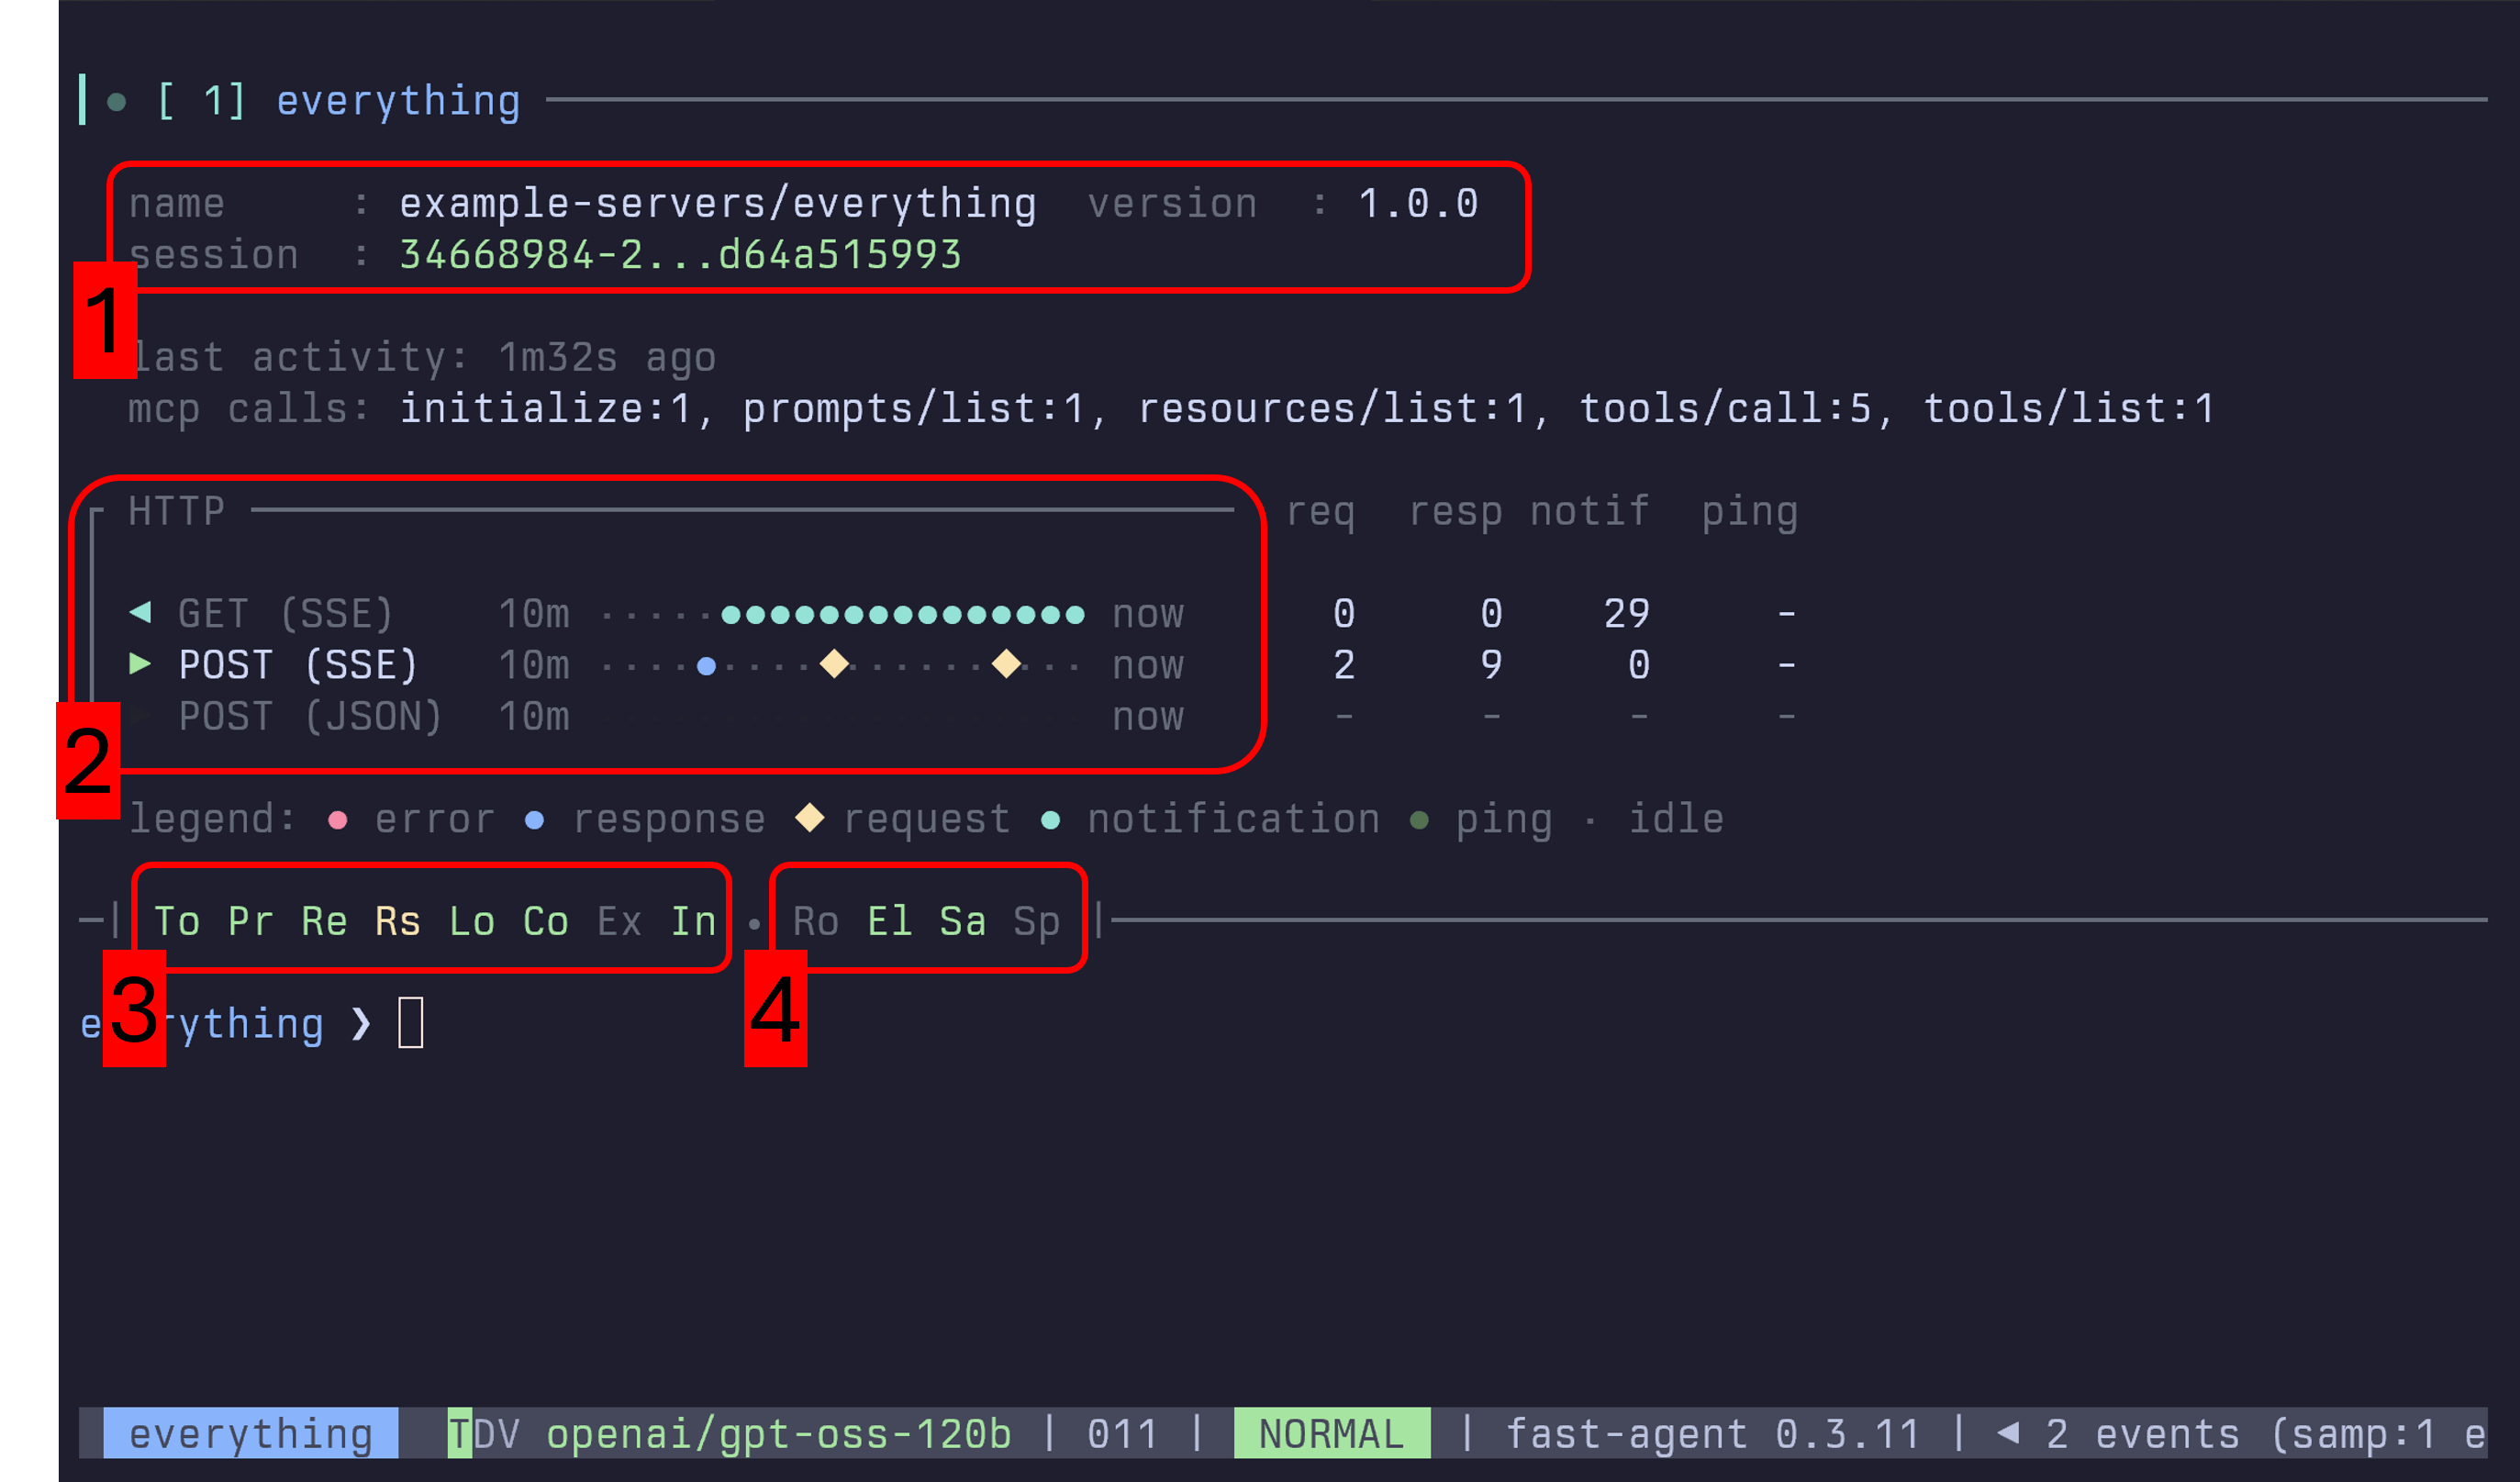 [ 1] everything
name : example-servers/everything version : 1.0.0
session : 34668984-2...d64a515993
1
last activity: 1m32s ago
mcp calls: initialize:1, prompts/list:1, resources/list:1, tools/call:5, tools/list:1
HTTP req resp notif ping
◀ GET (SSE) 10m ·····●●●●●●●●●●●●●●● now 0 0 29 -
▶ POST (SSE) 10m ····●····◆······◆··· now 2 9 0 -
▶ POST (JSON) 10m now - - - -
2
legend: ● error ● response ◆ request ● notification ● ping · idle
To Pr Re Rs Lo Co Ex In • Ro El Sa Sp
3
4
everything ❯
everything TDV openai/gpt-oss-120b | 011 | NORMAL | fast-agent 0.3.11 | ◀ 2 events (samp:1 e